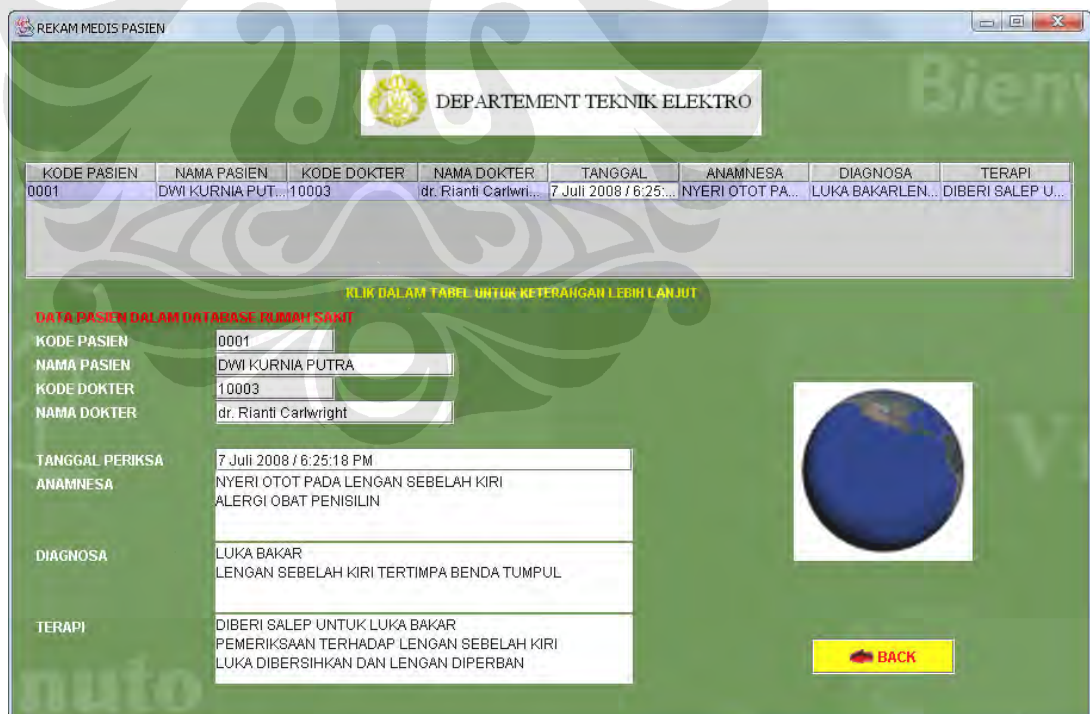 REKAM MEDIS PASIEN
Bienv
DEPARTEMENT TEKNIK ELEKTRO
KODE PASIEN NAMA PASIEN KODE DOKTER NAMA DOKTER TANGGAL ANAMNESA DIAGNOSA TERAPI
0001 DWI KURNIA PUT... 10003 dr. Rianti Carlwri... 7 Juli 2008 / 6:25:... NYERI OTOT PA... LUKA BAKARLEN... DIBERI SALEP U...
KLIK DALAM TABEL UNTUK KETERANGAN LEBIH LANJUT
DATA PASIEN DALAM DATABASE RUMAH SAKIT
KODE PASIEN 0001
NAMA PASIEN DWI KURNIA PUTRA
KODE DOKTER 10003
NAMA DOKTER dr. Rianti Carlwright
TANGGAL PERIKSA 7 Juli 2008 / 6:25:18 PM
ANAMNESA NYERI OTOT PADA LENGAN SEBELAH KIRI
ALERGI OBAT PENISILIN
DIAGNOSA LUKA BAKAR
LENGAN SEBELAH KIRI TERTIMPA BENDA TUMPUL
TERAPI DIBERI SALEP UNTUK LUKA BAKAR
PEMERIKSAAN TERHADAP LENGAN SEBELAH KIRI
LUKA DIBERSIHKAN DAN LENGAN DIPERBAN
BACK
nuto